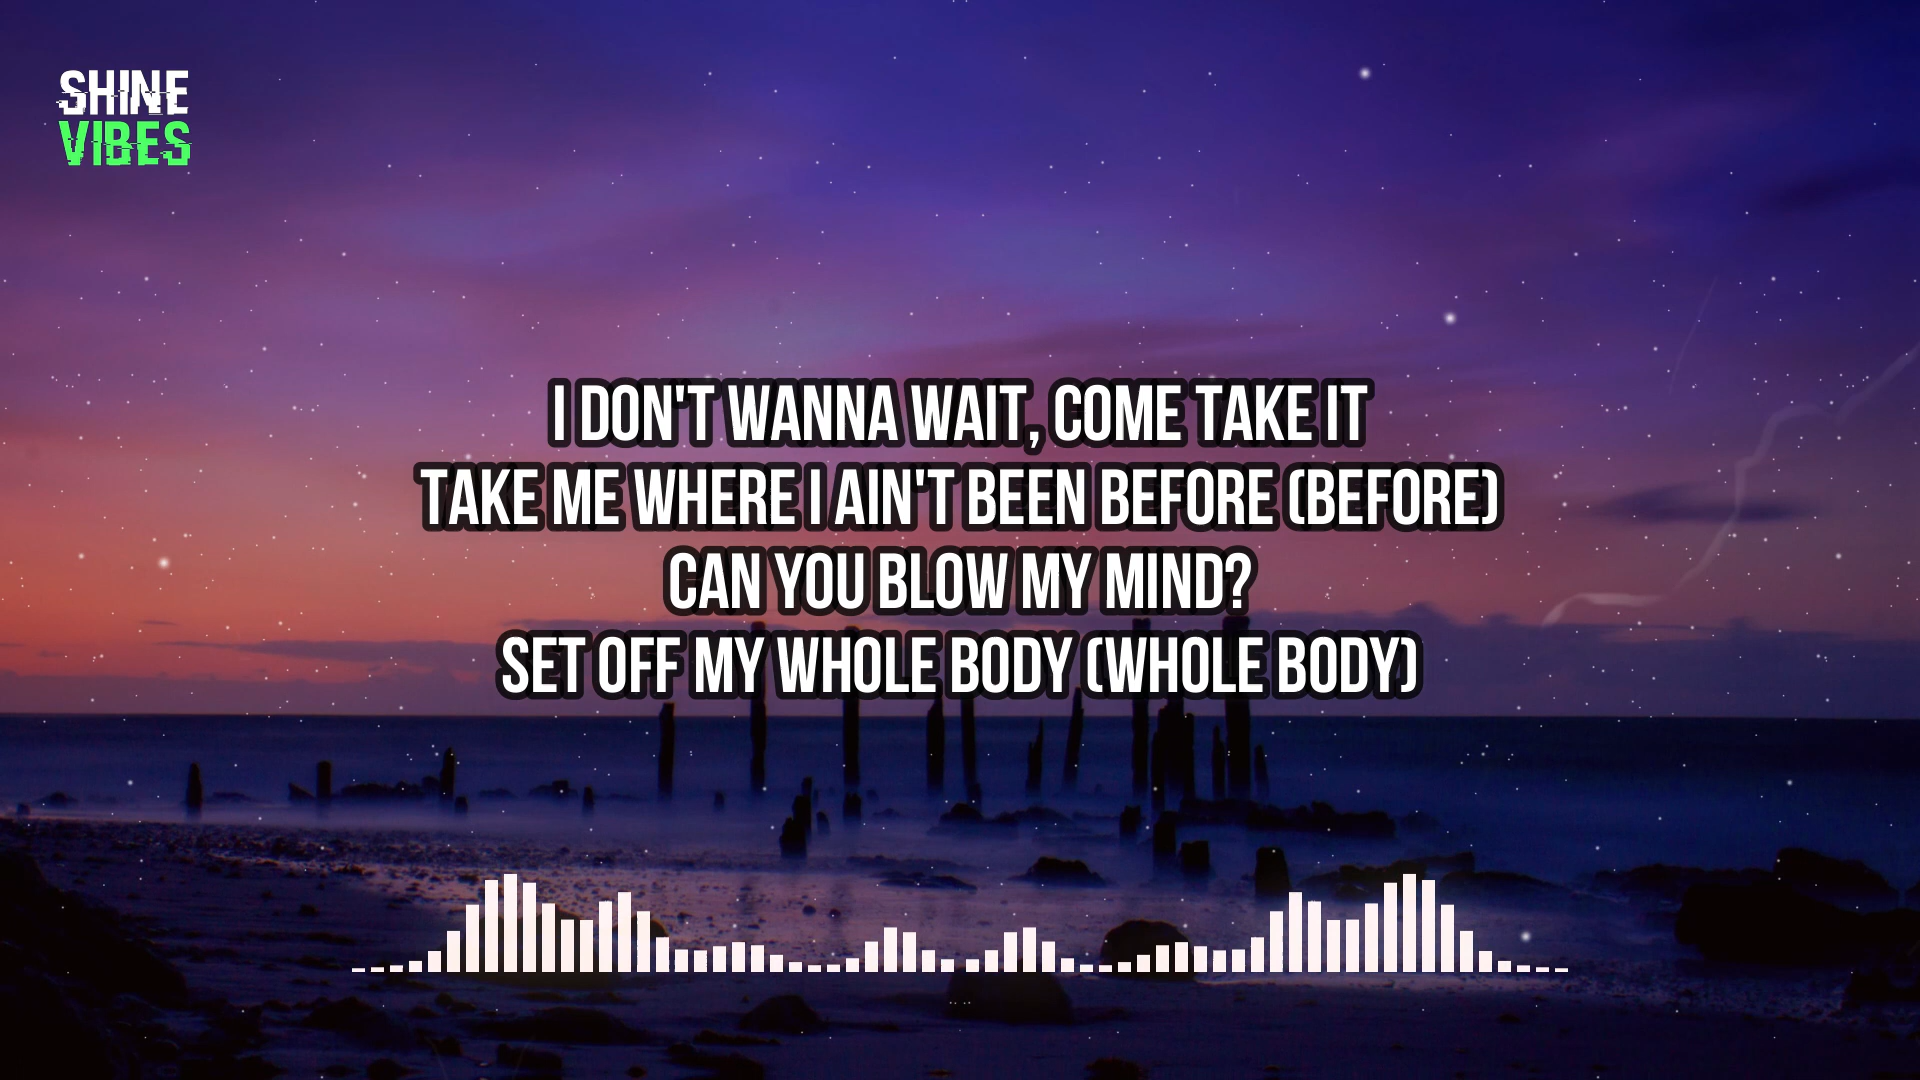 SHINE
VIBES
I DON'T WANNA WAIT, COME TAKE IT
TAKE ME WHERE I AIN'T BEEN BEFORE (BEFORE)
CAN YOU BLOW MY MIND?
SET OFF MY WHOLE BODY (WHOLE BODY)